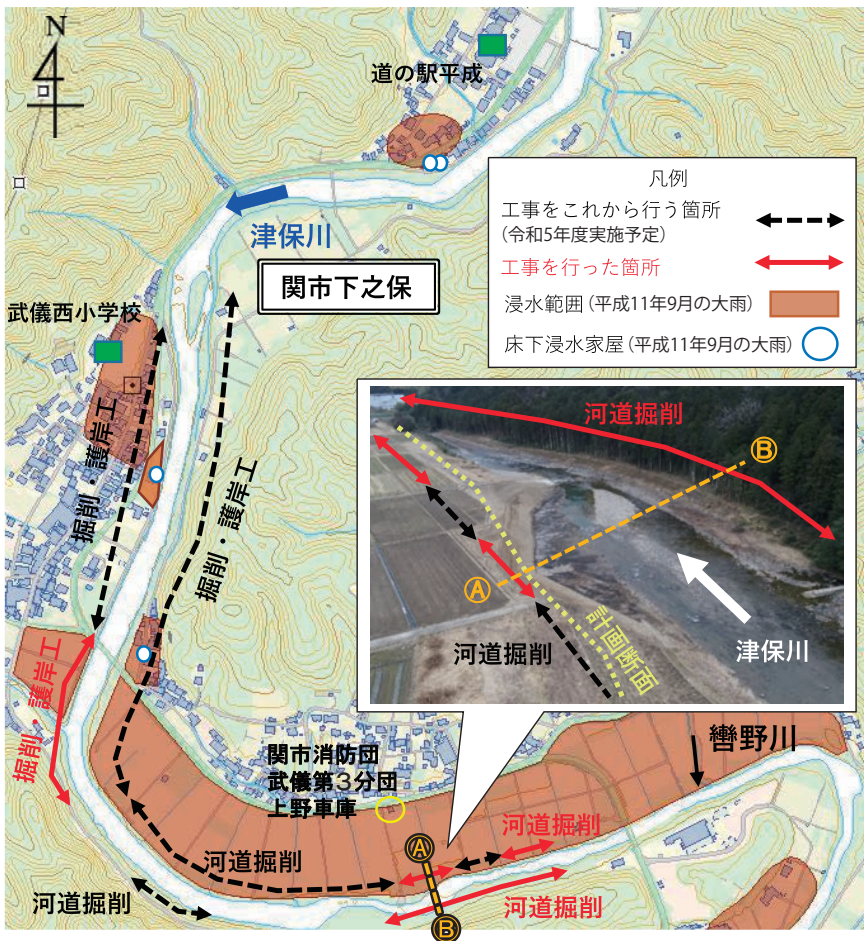 N
道の駅平成
凡例
工事をこれから行う箇所
(令和5年度実施予定)
工事を行った箇所
浸水範囲(平成11年9月の大雨)
床下浸水家屋(平成11年9月の大雨)
津保川
関市下之保
武儀西小学校
掘削・護岸工
掘削・護岸工
掘削・護岸工
河道掘削
Ⓑ
Ⓐ
計画断面
河道掘削
津保川
関市消防団
武儀第3分団
上野車庫
轡野川
河道掘削
Ⓐ
河道掘削
河道掘削
河道掘削
Ⓑ